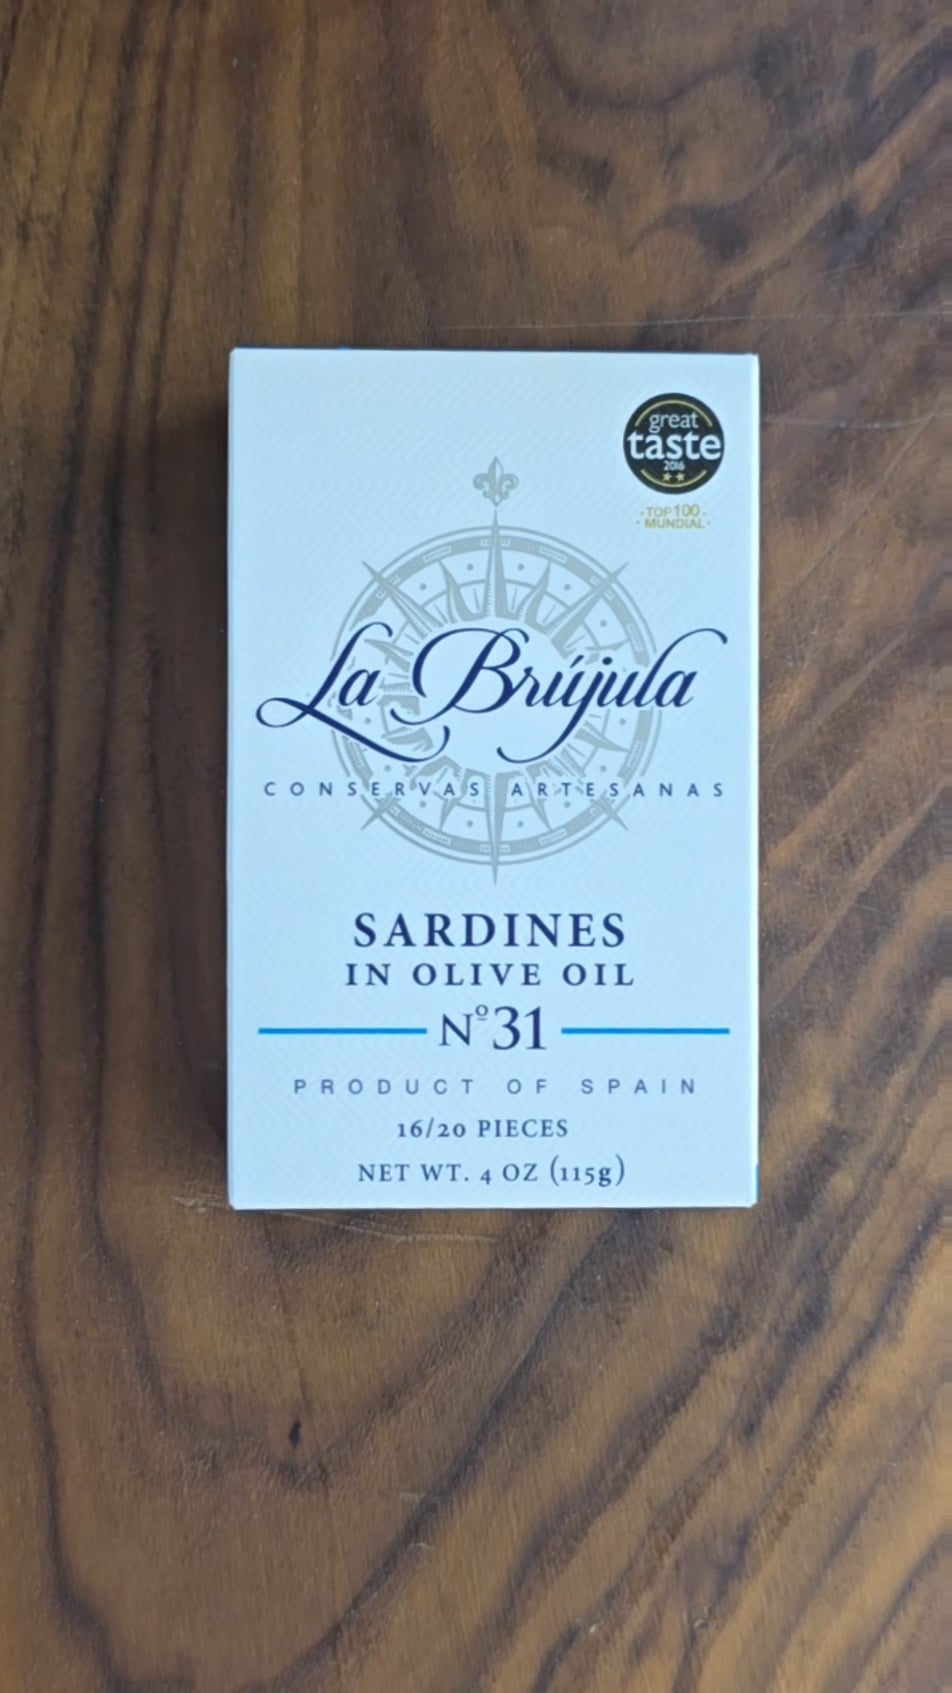 great
taste
2016
·TOP100·
·MUNDIAL·
La Brújula
CONSERVAS ARTESANAS
SARDINES
IN OLIVE OIL
Nº31
PRODUCT OF SPAIN
16/20 PIECES
NET WT. 4 OZ (115g)